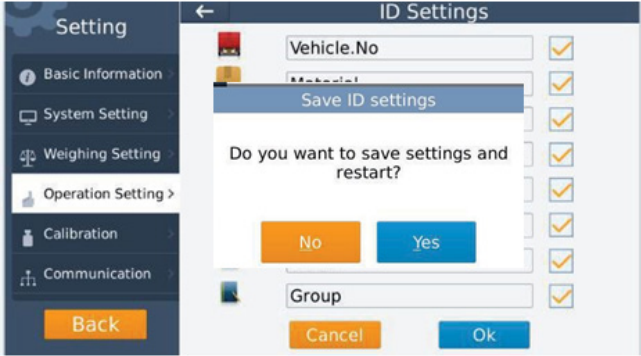 Setting
ID Settings
Vehicle.No
Basic Information
Save ID settings
System Setting
Do you want to save settings and
restart?
Weighing Setting
Operation Setting
No
Yes
Calibration
Communication
Group
Back
Cancel
Ok